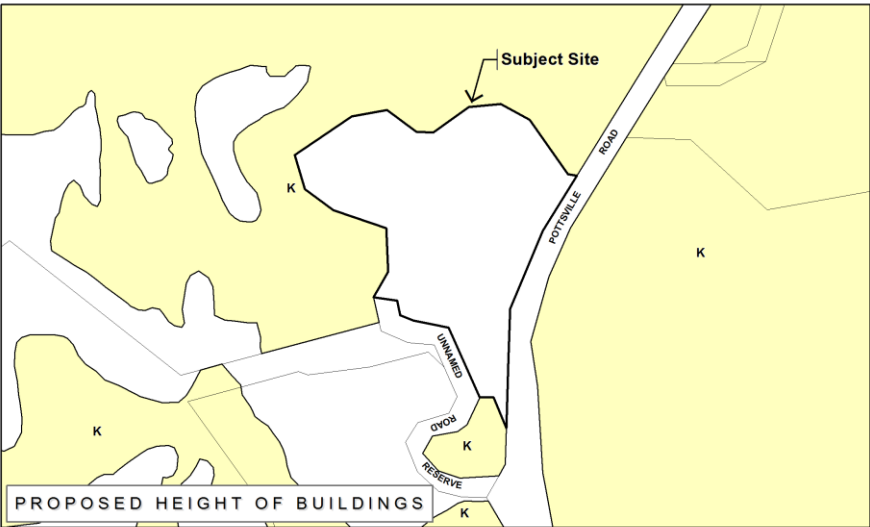 Subject Site
ROAD
POTTSVILLE
K
K
UNNAMED
ROAD
RESERVE
K
K
K
PROPOSED HEIGHT OF BUILDINGS